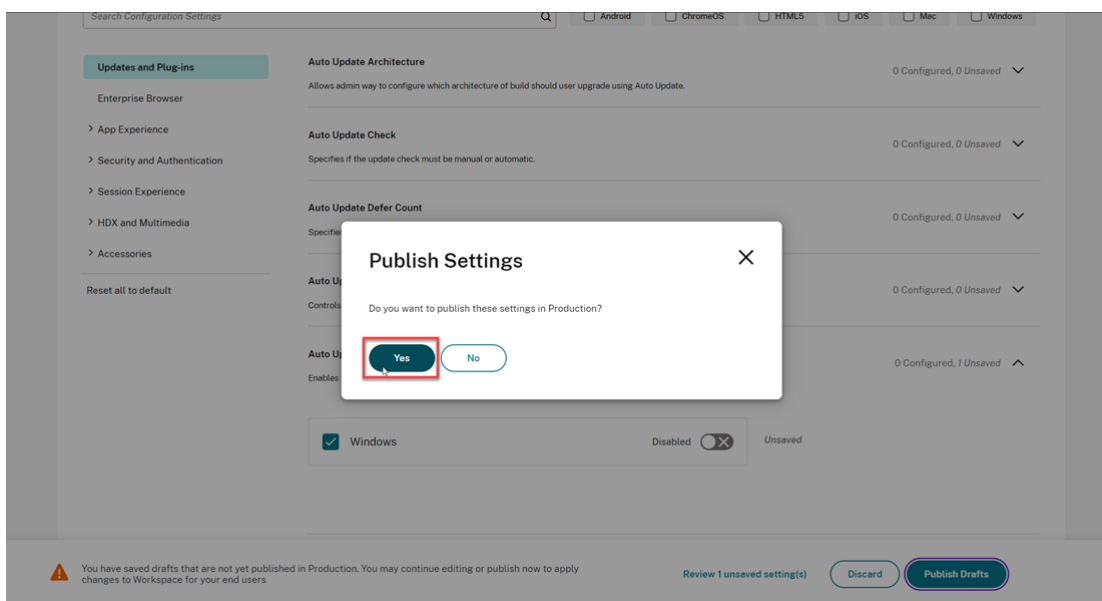 Search Configuration Settings
Android
ChromeOS
HTML5
iOS
Mac
Windows
Updates and Plug-ins
Enterprise Browser
App Experience
Security and Authentication
Session Experience
HDX and Multimedia
Accessories
Reset all to default
Auto Update Architecture
0 Configured, 0 Unsaved
Allows admin way to configure which architecture of build should user upgrade using Auto Update.
Auto Update Check
0 Configured, 0 Unsaved
Specifies if the update check must be manual or automatic.
Auto Update Defer Count
0 Configured, 0 Unsaved
Auto
0 Configured, 0 Unsaved
Controls
Auto
0 Configured, 1 Unsaved
Enables
Publish Settings
Do you want to publish these settings in Production?
Yes
No
Windows
Disabled
Unsaved
You have saved drafts that are not yet published in Production. You may continue editing or publish now to apply
changes to Workspace for your end users
Review 1 unsaved setting(s)
Discard
Publish Drafts